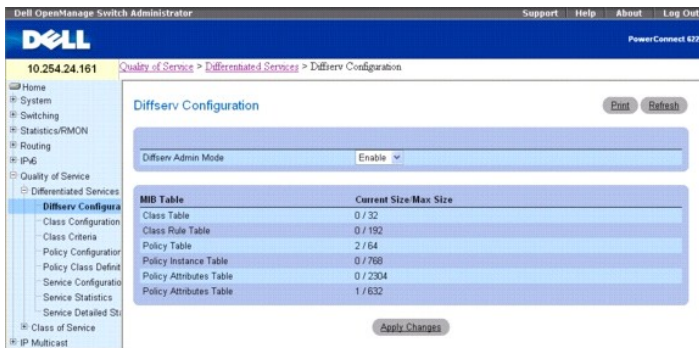 Dell OpenManage Switch Administrator Support Help About Log Out
DELL
PowerConnect 622
10.254.24.161
Quality of Service > Differentiated Services > Diffserv Configuration
Home
System
Switching
Statistics/RMON
Routing
IPv6
Quality of Service
Differentiated Services
Diffserv Configura
Class Configuration
Class Criteria
Policy Configuration
Policy Class Definit
Service Configuratio
Service Statistics
Service Detailed Sta
Class of Service
IP Multicast
Diffserv Configuration
Print Refresh
Diffserv Admin Mode Enable
MIB Table Current Size/Max Size
Class Table 0 / 32
Class Rule Table 0 / 192
Policy Table 2 / 64
Policy Instance Table 0 / 768
Policy Attributes Table 0 / 2304
Policy Attributes Table 1 / 632
Apply Changes